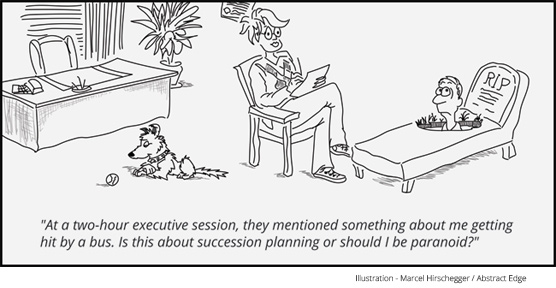 RIP
"At a two-hour executive session, they mentioned something about me getting
hit by a bus. Is this about succession planning or should I be paranoid?"
Illustration - Marcel Hirschegger / Abstract Edge